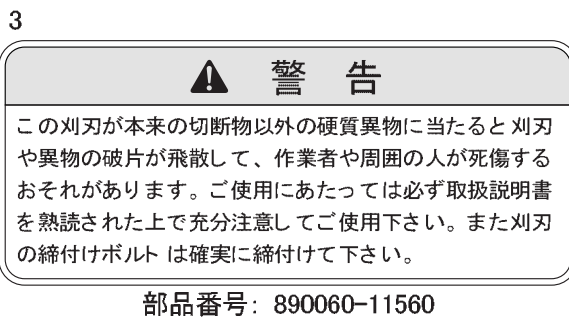 3
⚠ 警 告
この刈刃が本来の切断物以外の硬質異物に当たると刈刃
や異物の破片が飛散して、作業者や周囲の人が死傷する
おそれがあります。ご使用にあたっては必ず取扱説明書
を熟読された上で充分注意してご使用下さい。また刈刃
の締付けボルトは確実に締付けて下さい。
部品番号: 890060-11560